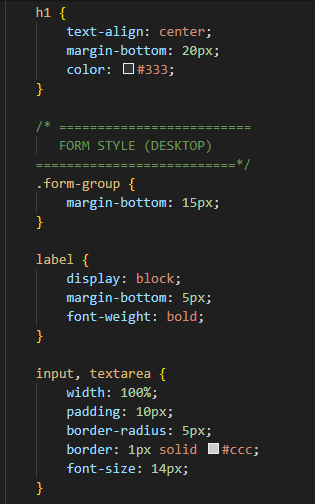 h1 {
    text-align: center;
    margin-bottom: 20px;
    color: #333;
}

/* =========================
   FORM STYLE (DESKTOP)
==========================*/
.form-group {
    margin-bottom: 15px;
}

label {
    display: block;
    margin-bottom: 5px;
    font-weight: bold;
}

input, textarea {
    width: 100%;
    padding: 10px;
    border-radius: 5px;
    border: 1px solid #ccc;
    font-size: 14px;
}